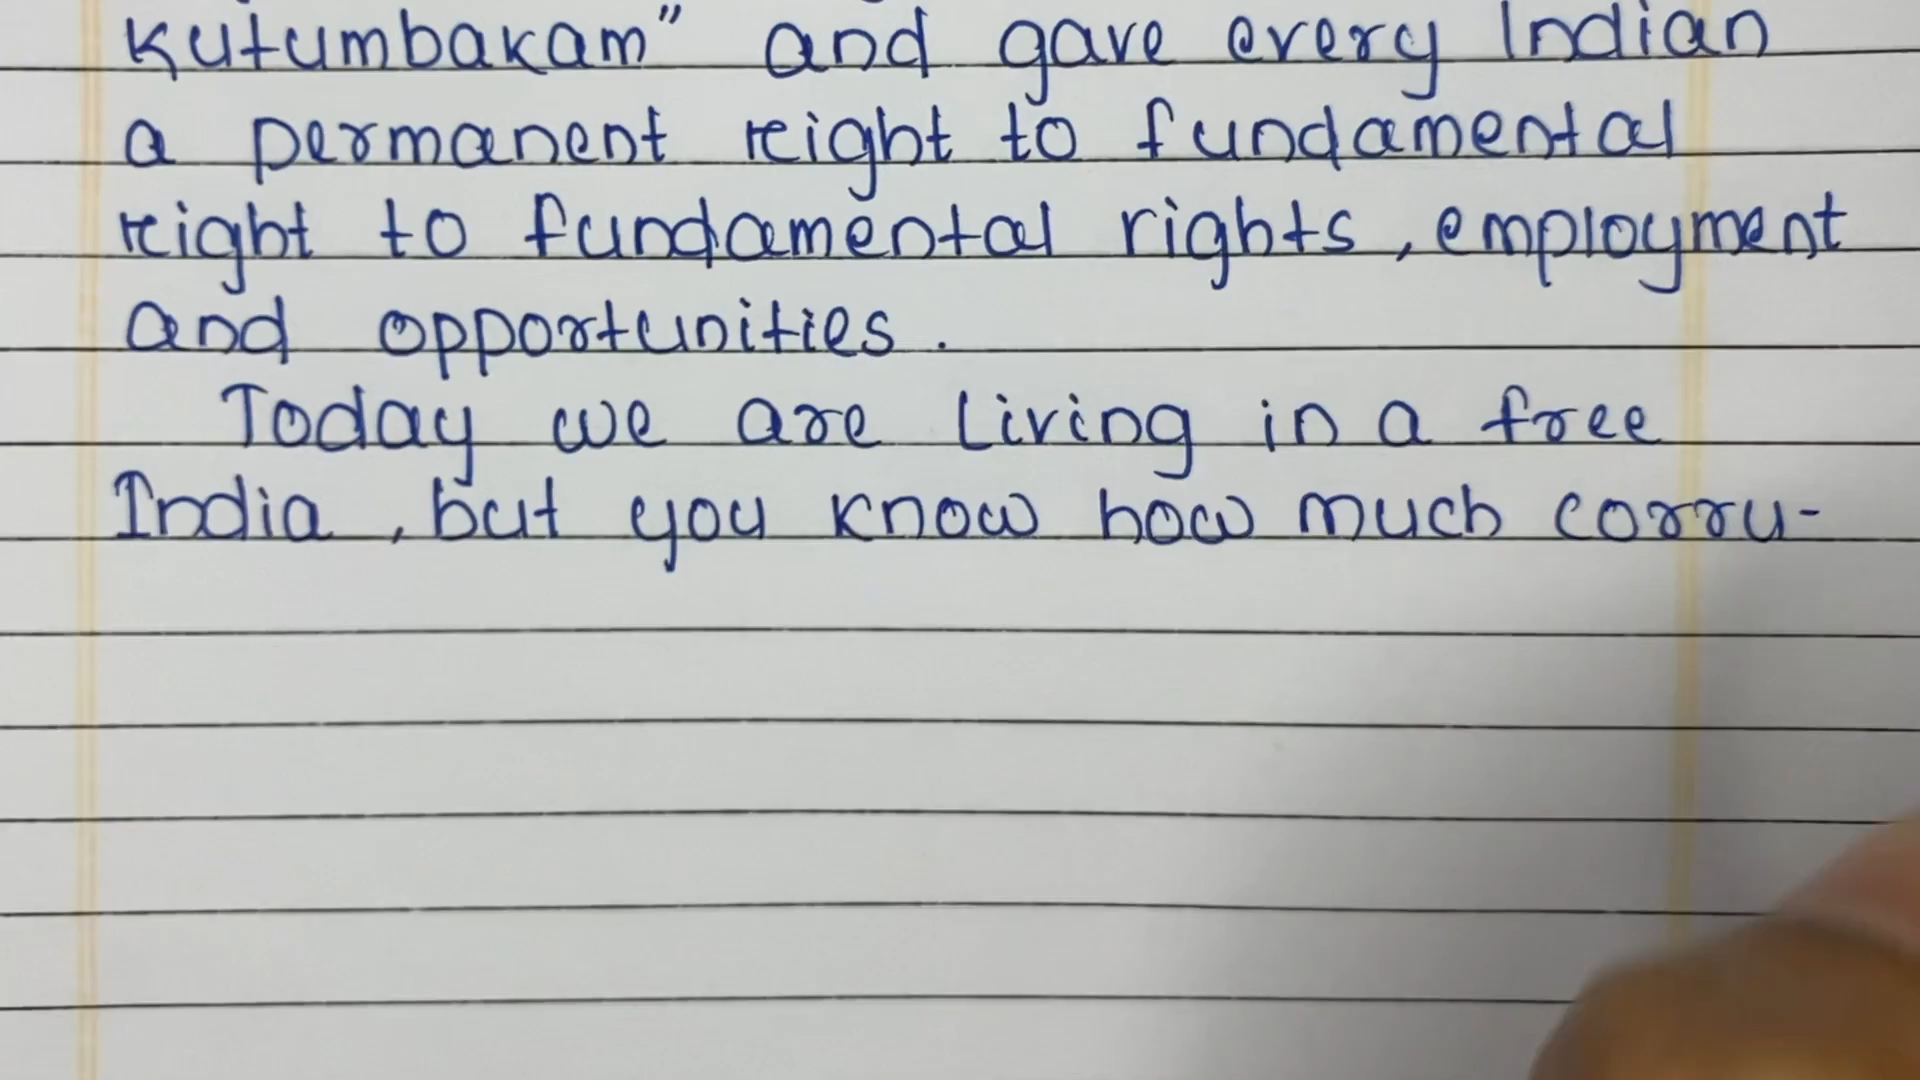 Kutumbakam" and gave every Indian
a permanent right to fundamental
right to fundamental rights, employment
and opportunities.
Today we are living in a free
India, but you know how much corru-